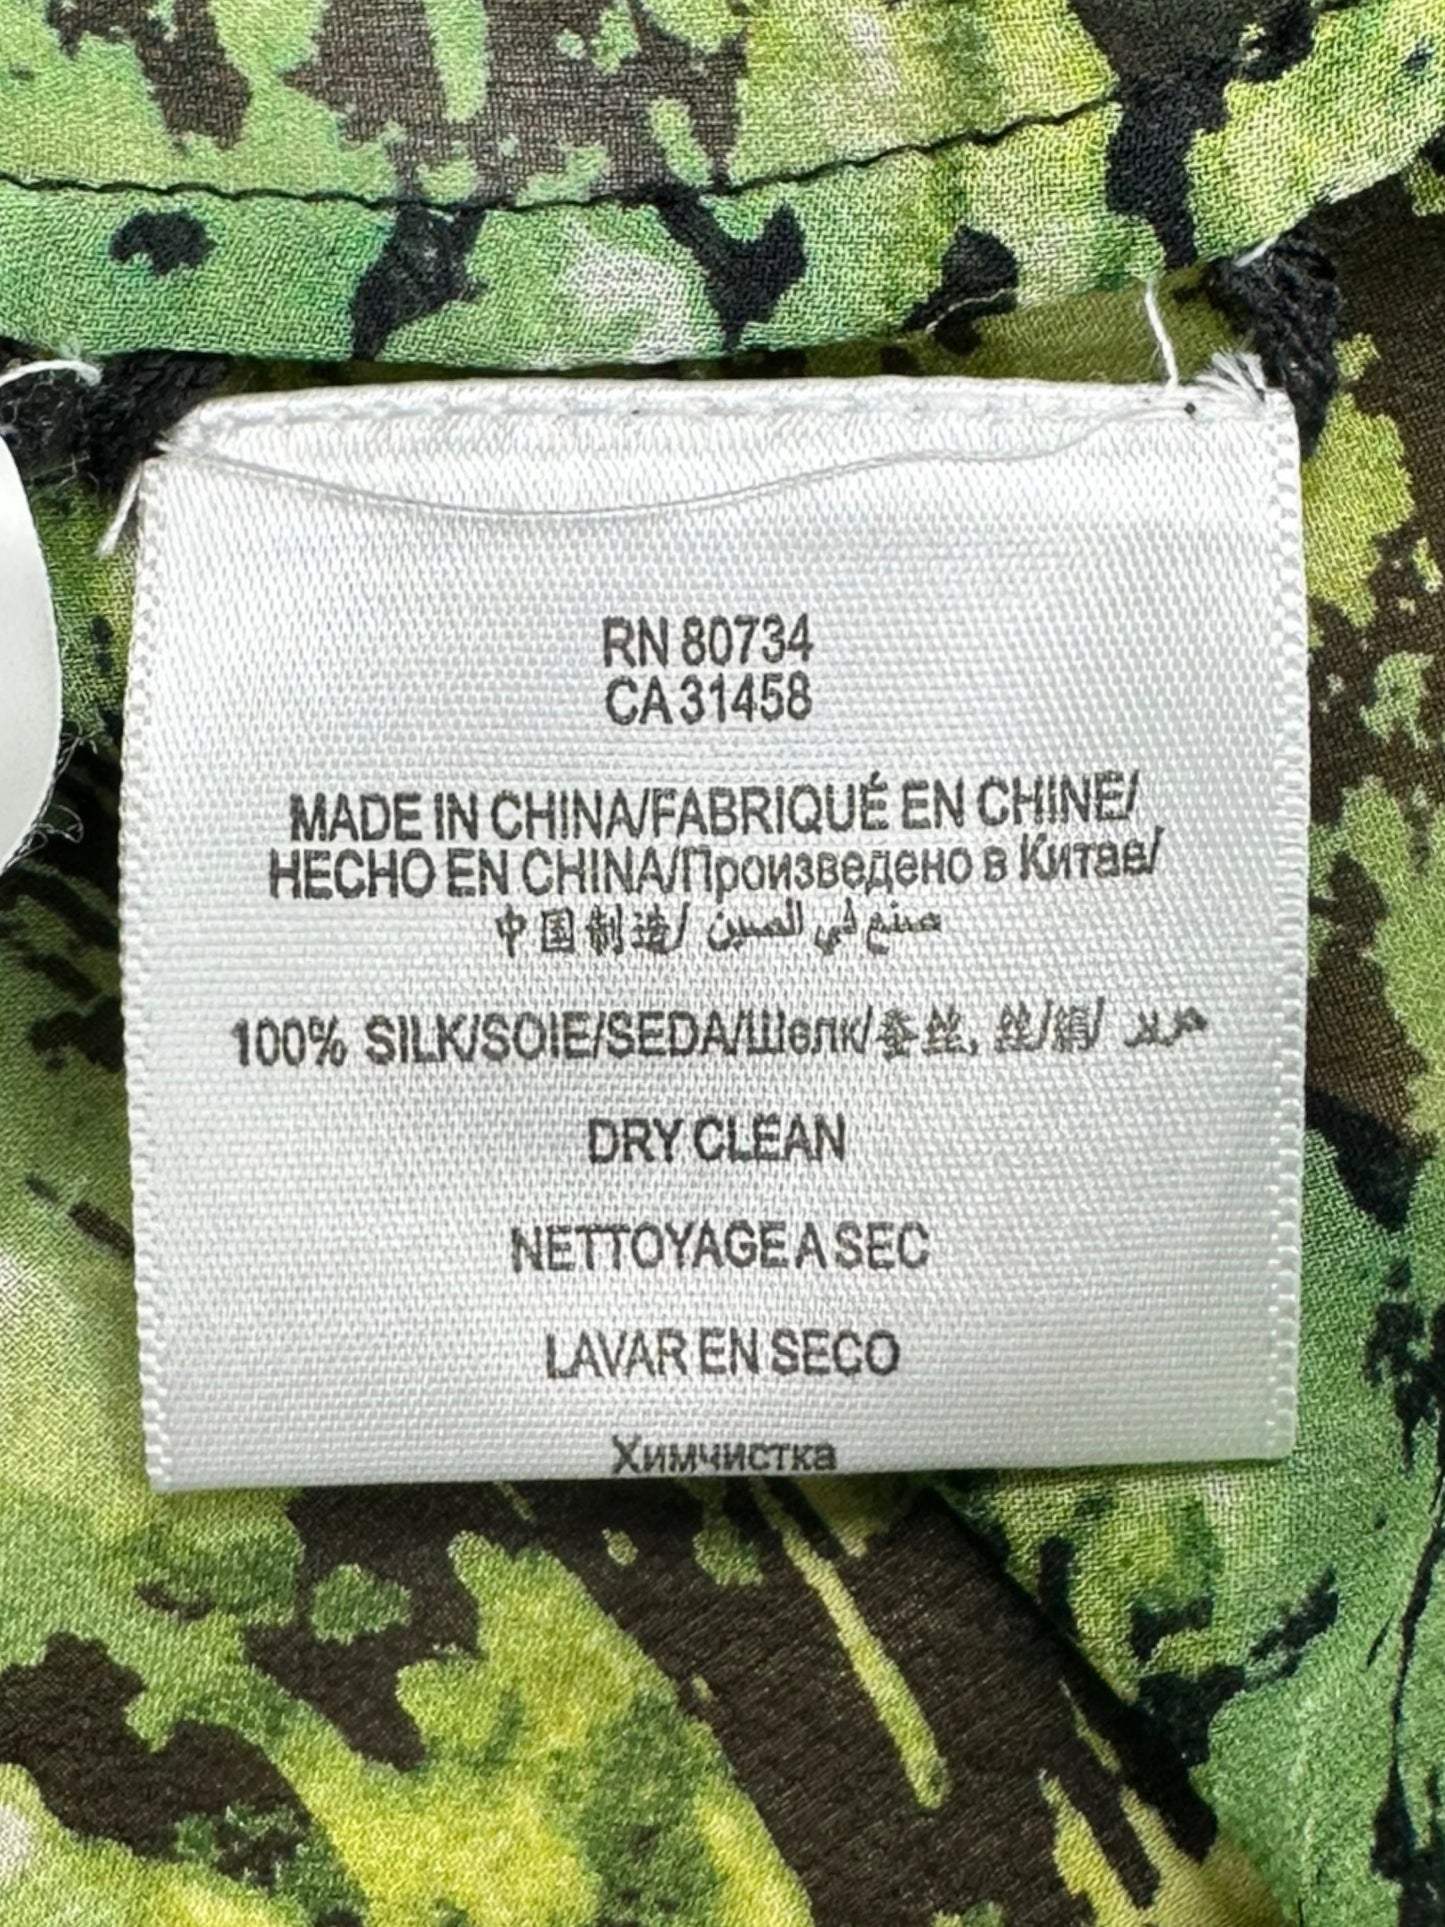 RN 80734
CA 31458
MADE IN CHINA/FABRIQUÉ EN CHINE/
HECHO EN CHINA/Произведено в Китае/
中国制造/ صنع في الصين
100% SILK/SOIE/SEDA/Шелк/蚕丝, 丝/絹/ حرير
DRY CLEAN
NETTOYAGE A SEC
LAVAR EN SECO
Химчистка